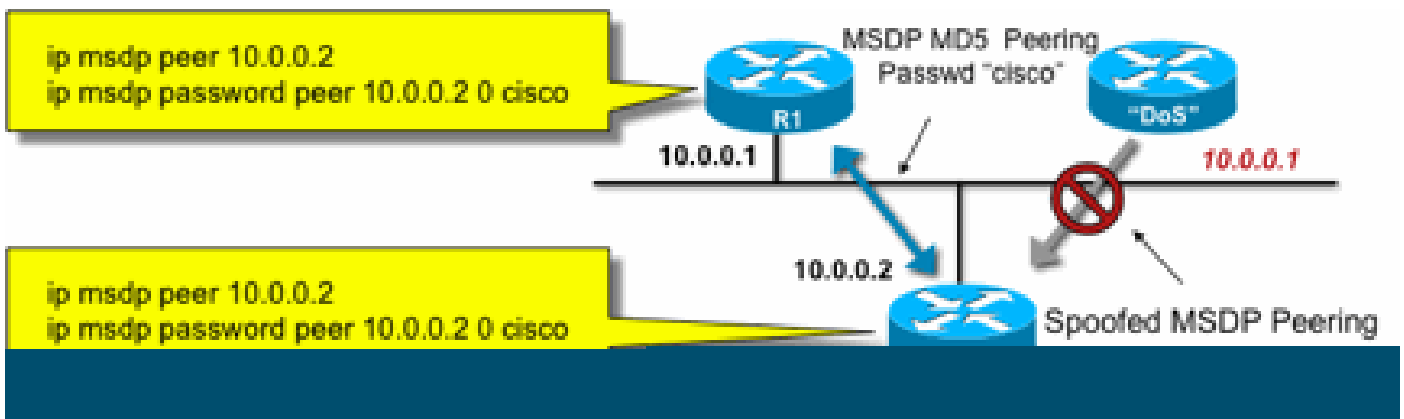 ip msdp peer 10.0.0.2
ip msdp password peer 10.0.0.2 0 cisco
MSDP MD5 Peering
Passwd "cisco"
R1
"DoS"
10.0.0.1
10.0.0.1
10.0.0.2
ip msdp peer 10.0.0.2
ip msdp password peer 10.0.0.2 0 cisco
Spoofed MSDP Peering